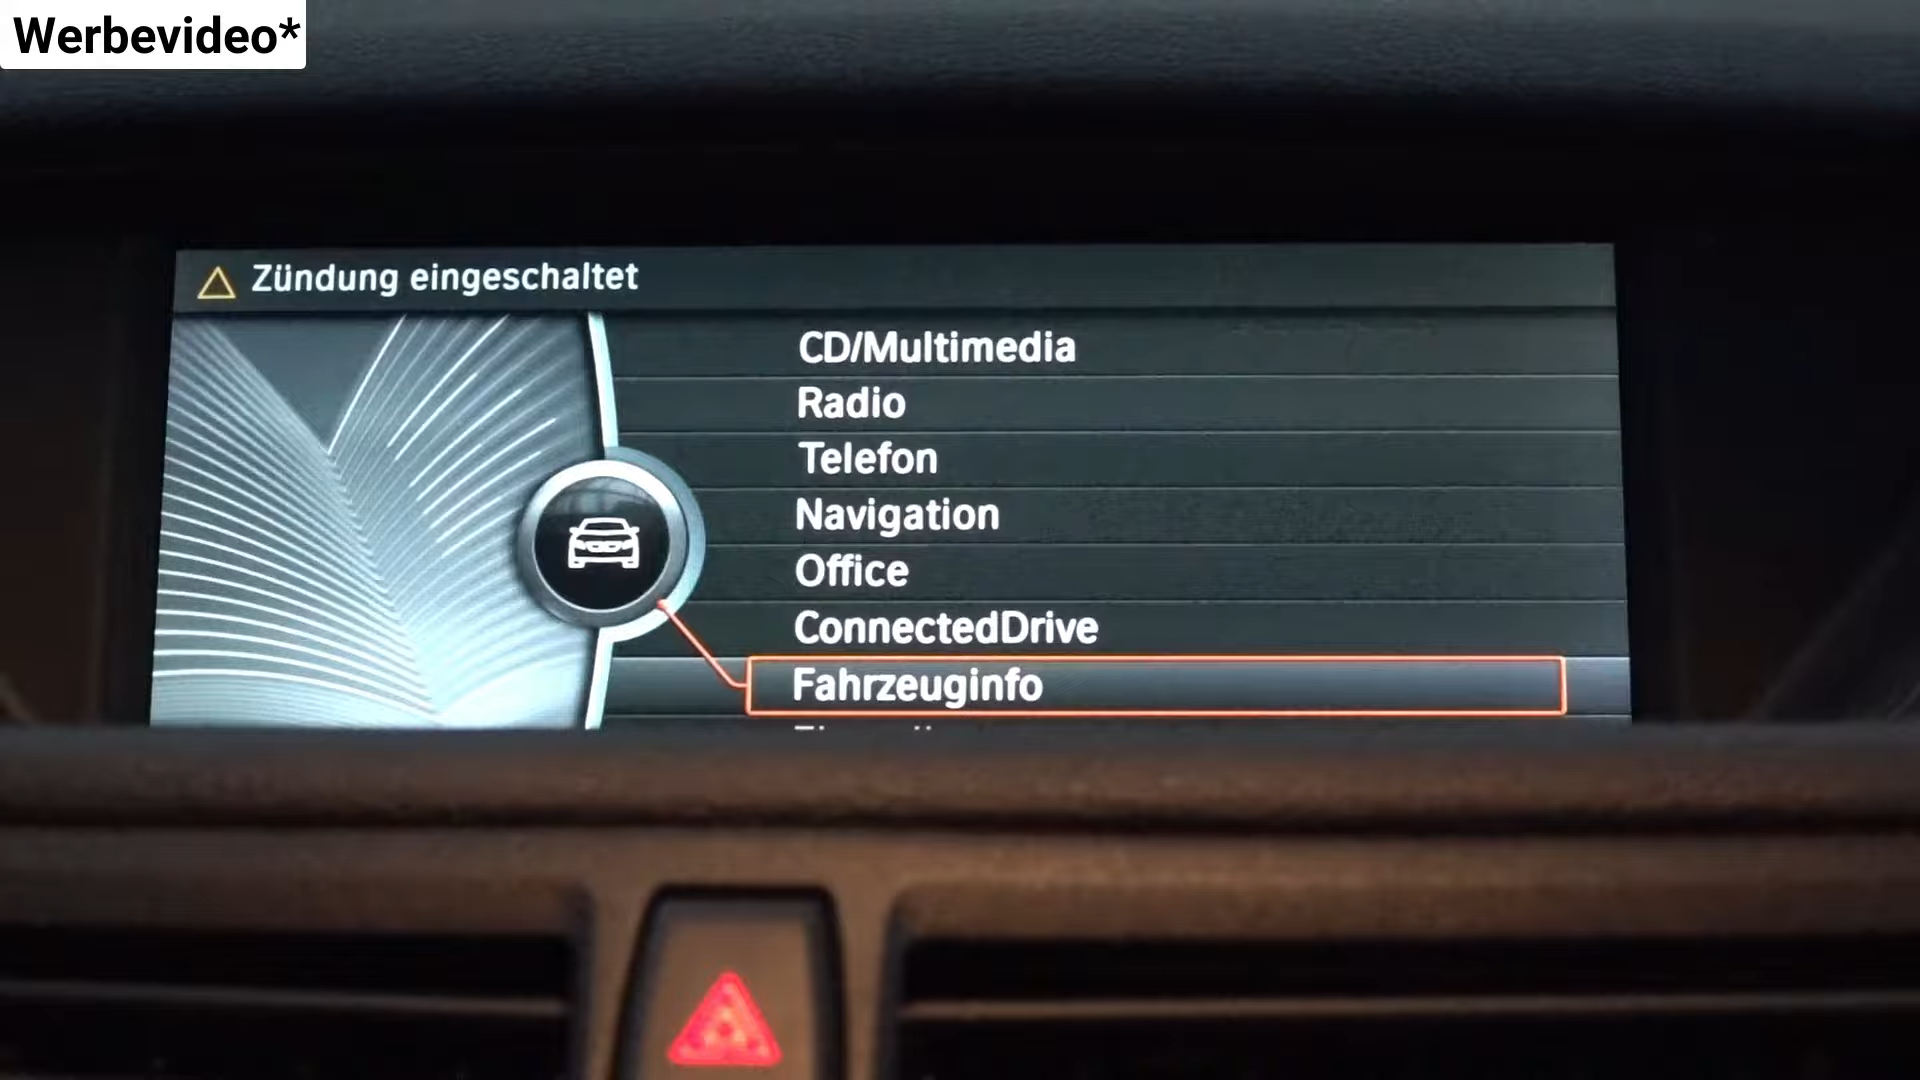 Werbevideo*
Zündung eingeschaltet
CD/Multimedia
Radio
Telefon
Navigation
Office
ConnectedDrive
Fahrzeuginfo